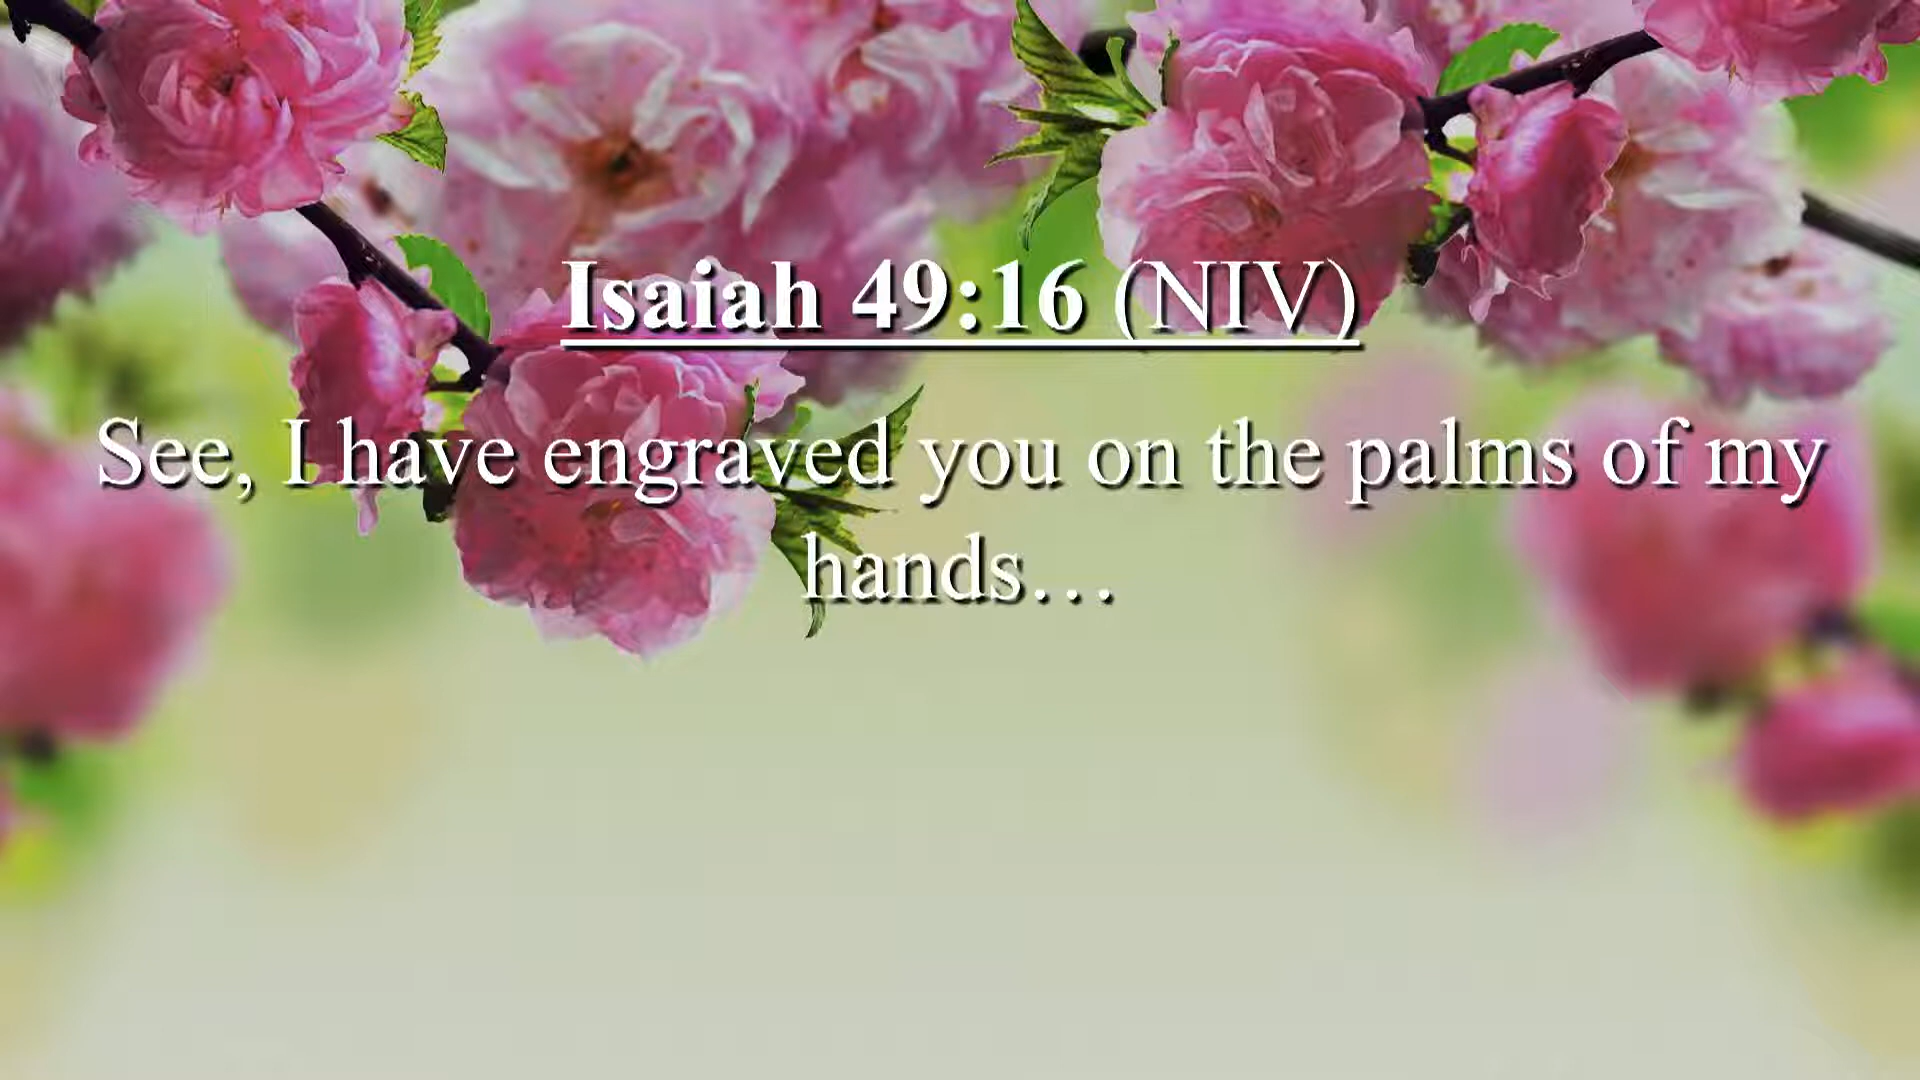 Isaiah 49:16 (NIV)
See, I have engraved you on the palms of my
hands…